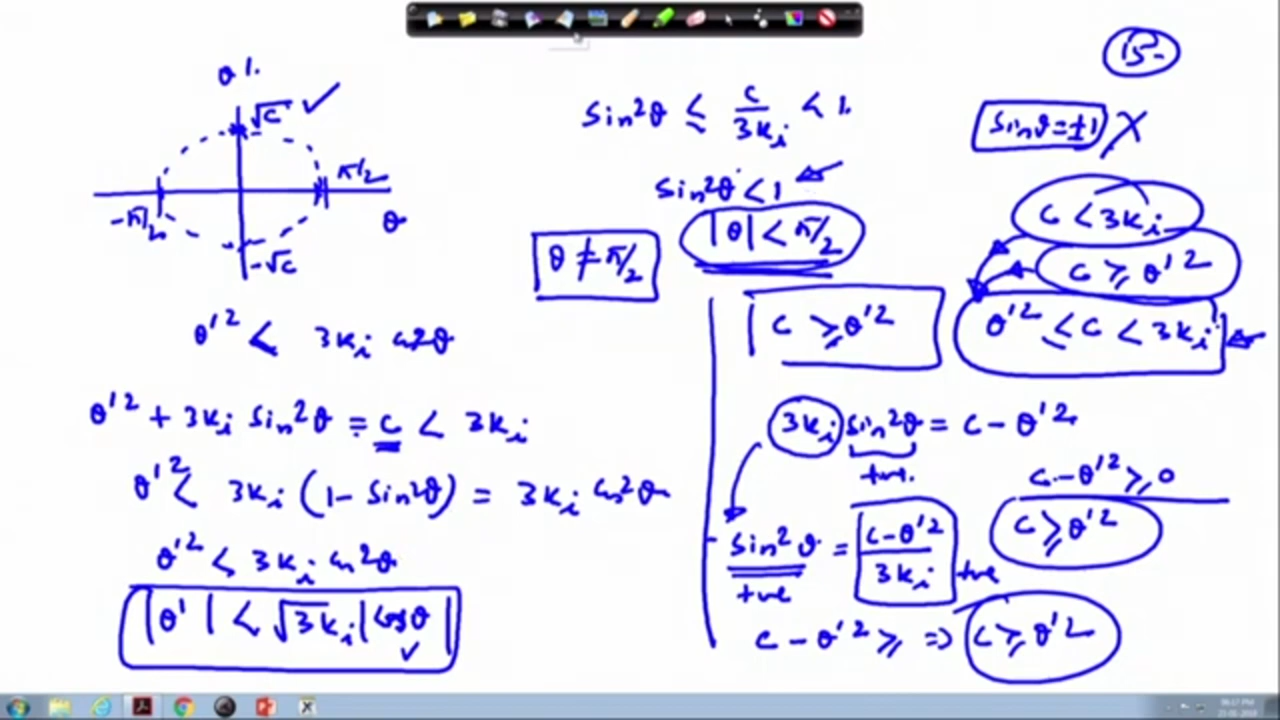 15.
θ'.
√c ✓
π/2
-π/2
θ
-√c
θ'² < 3kᵢ cos²θ
θ'² + 3kᵢ sin²θ = c < 3kᵢ
θ'² < 3kᵢ (1 - sin²θ) = 3kᵢ cos²θ
θ'² < 3kᵢ cos²θ
|θ'| < √3kᵢ |cosθ| ✓
sin²θ ≤ c/3kᵢ < 1.
sin²θ < 1
|θ| < π/2
θ ≠ π/2
sinθ = ±1 X
c < 3kᵢ
c ≥ θ'²
θ'² ≤ c < 3kᵢ
c ≥ θ'²
3kᵢ sin²θ = c - θ'²
+ve.
c - θ'² ≥ 0
c ≥ θ'²
sin²θ = c-θ'²/3kᵢ
+ve
+ve
c - θ'² ≥ ⇒ c ≥ θ'²